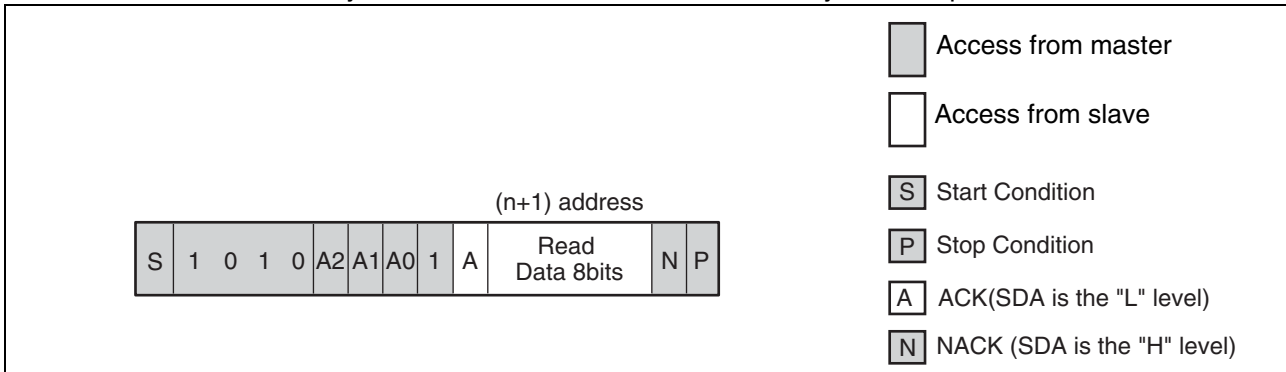 Access from master
Access from slave
(n+1) address
S 1 0 1 0 A2 A1 A0 1 A Read Data 8bits N P
S Start Condition
P Stop Condition
A ACK(SDA is the "L" level)
N NACK (SDA is the "H" level)